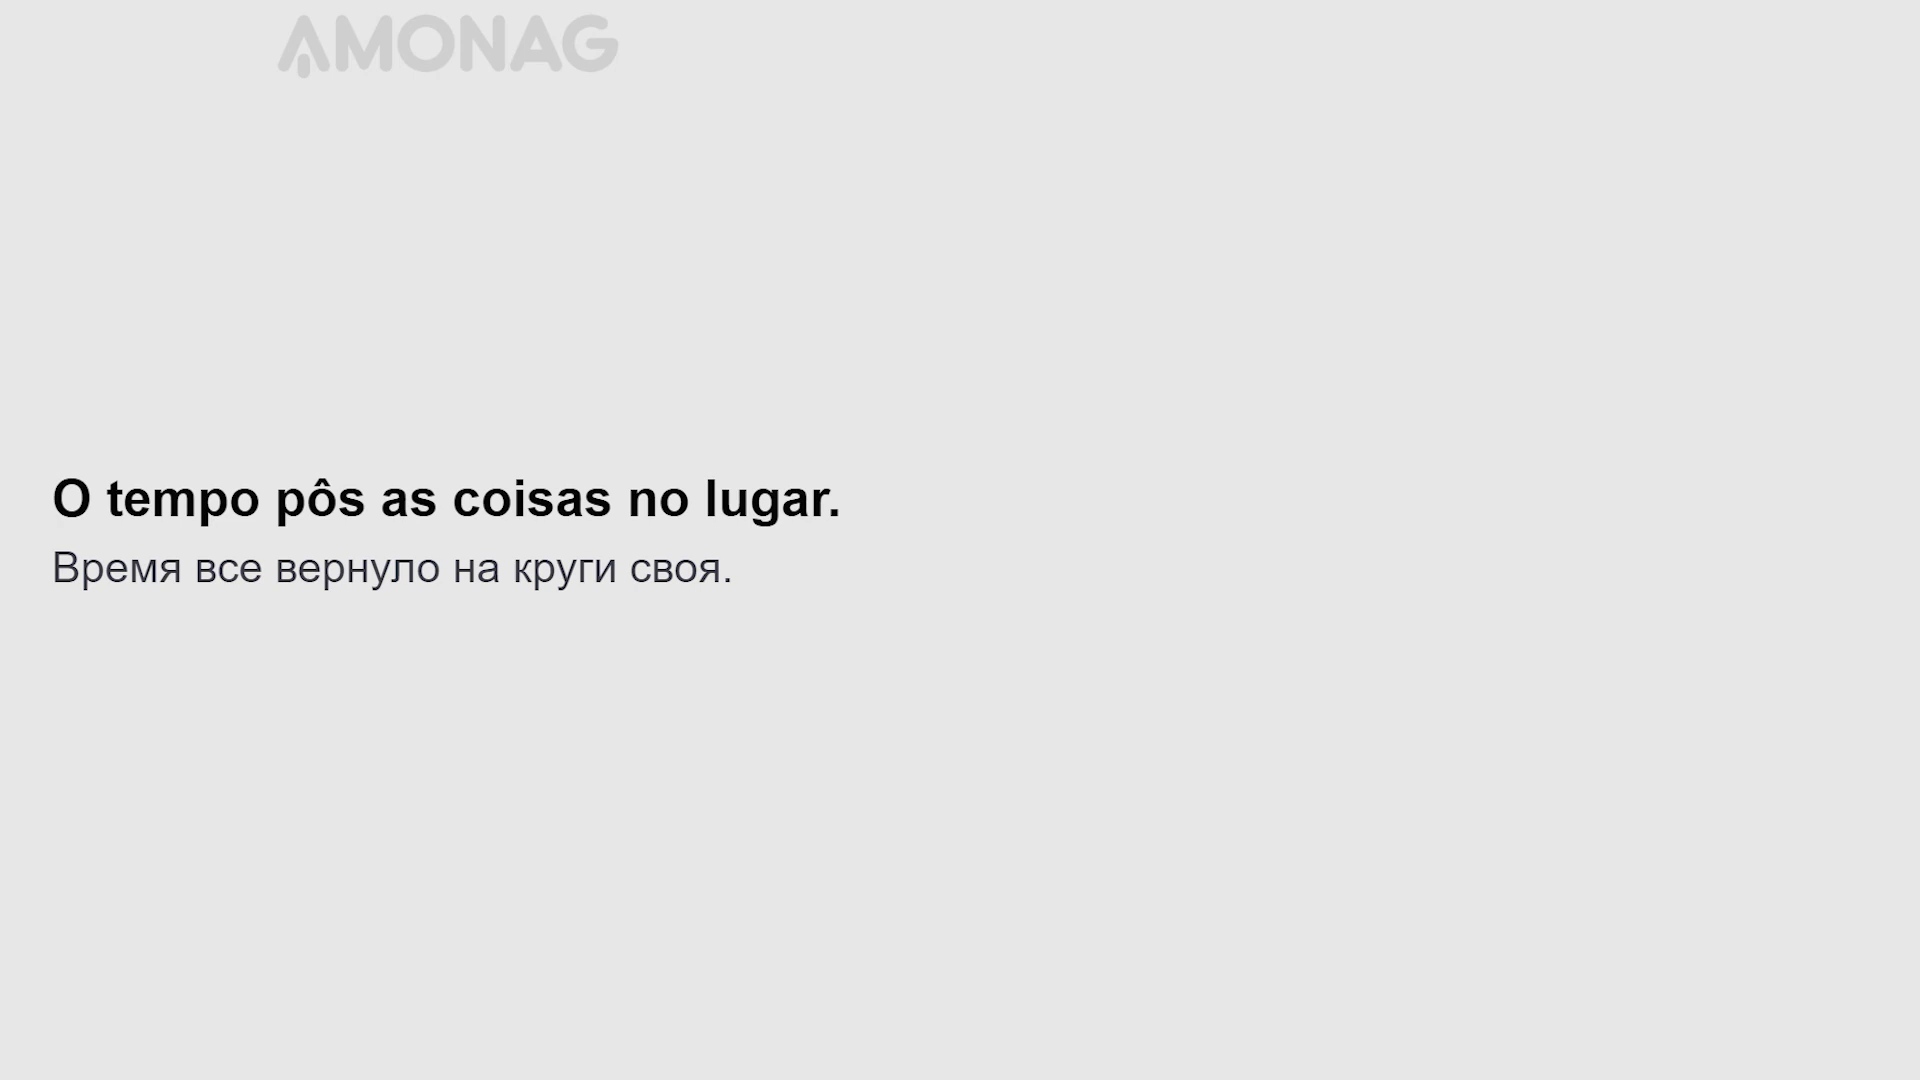 AMONAG
O tempo pôs as coisas no lugar.
Время все вернуло на круги своя.